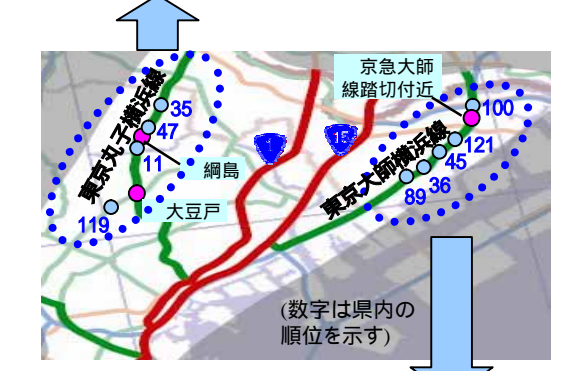 京急大師
線踏切付近
東京丸子横浜線
35
47
11
綱島
大豆戸
119
1
15
東京大師横浜線
100
121
45
36
89
(数字は県内の
順位を示す)